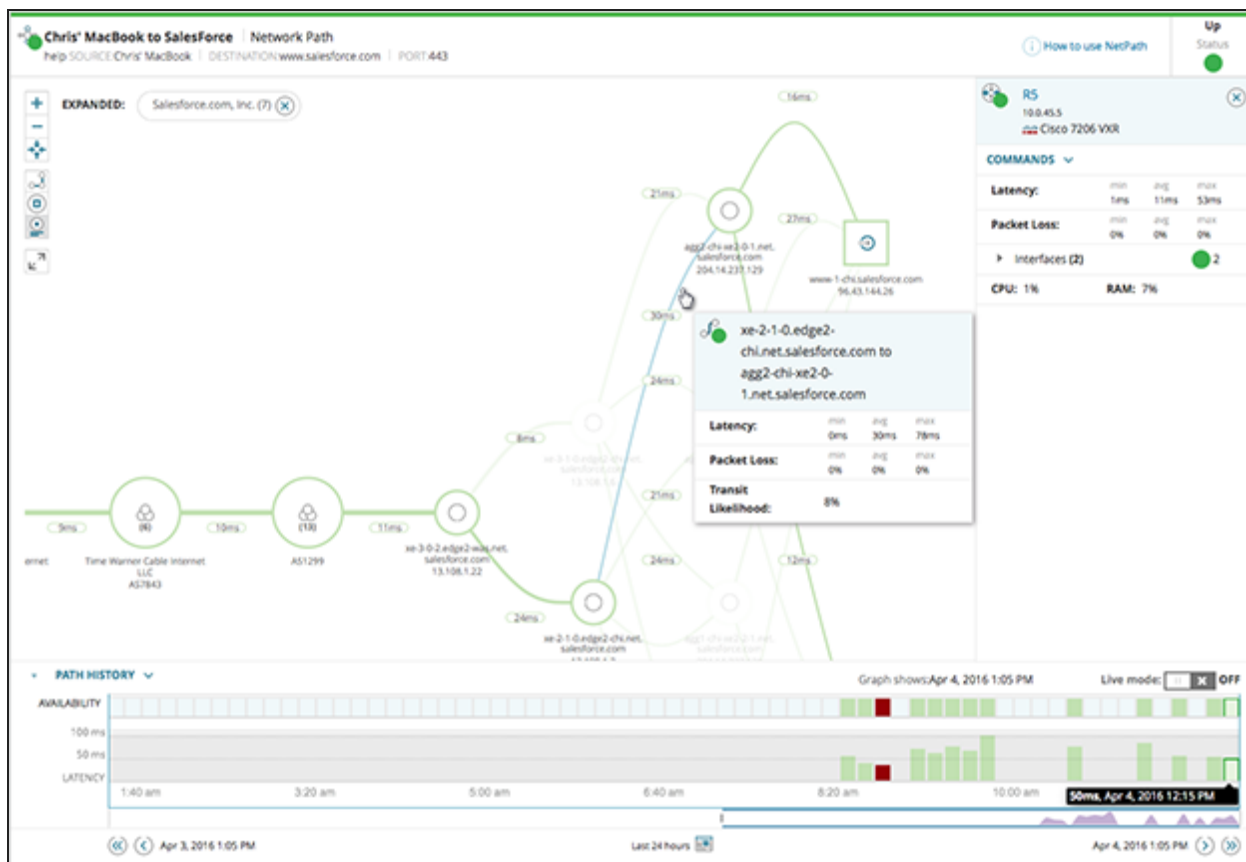 Chris' MacBook to SalesForce | Network Path
help SOURCE:Chris' MacBook | DESTINATION:www.salesforce.com | PORT:443
How to use NetPath
Up
Status
EXPANDED: Salesforce.com, Inc. (7)
R5
10.0.45.5
Cisco 7206 VXR
COMMANDS
Latency: min avg max
1ms 11ms 53ms
Packet Loss: min avg max
0% 0% 0%
Interfaces (2) 2
CPU: 1% RAM: 7%
16ms
21ms
27ms
agg2-chi-xe2-0-1.net.
salesforce.com
204.14.237.129
www-1-chi.salesforce.com
96.43.144.26
30ms
24ms
8ms
xe-2-1-0.edge2-
chi.net.salesforce.com to
agg2-chi-xe2-0-
1.net.salesforce.com
Latency: min avg max
0ms 30ms 78ms
Packet Loss: min avg max
0% 0% 0%
Transit
Likelihood: 8%
21ms
24ms
12ms
9ms
10ms
11ms
24ms
ernet
(6)
Time Warner Cable Internet
LLC
AS7843
(13)
AS1299
xe-3-0-2.edge2-was.net.
salesforce.com
13.108.1.22
xe-2-1-0.edge2-chi.net.
salesforce.com
PATH HISTORY
Graph shows:Apr 4, 2016 1:05 PM
Live mode: OFF
AVAILABILITY
100 ms
50 ms
LATENCY
1:40 am 3:20 am 5:00 am 6:40 am 8:20 am 10:00 am
50ms, Apr 4, 2016 12:15 PM
Apr 3, 2016 1:05 PM
Last 24 hours
Apr 4, 2016 1:05 PM